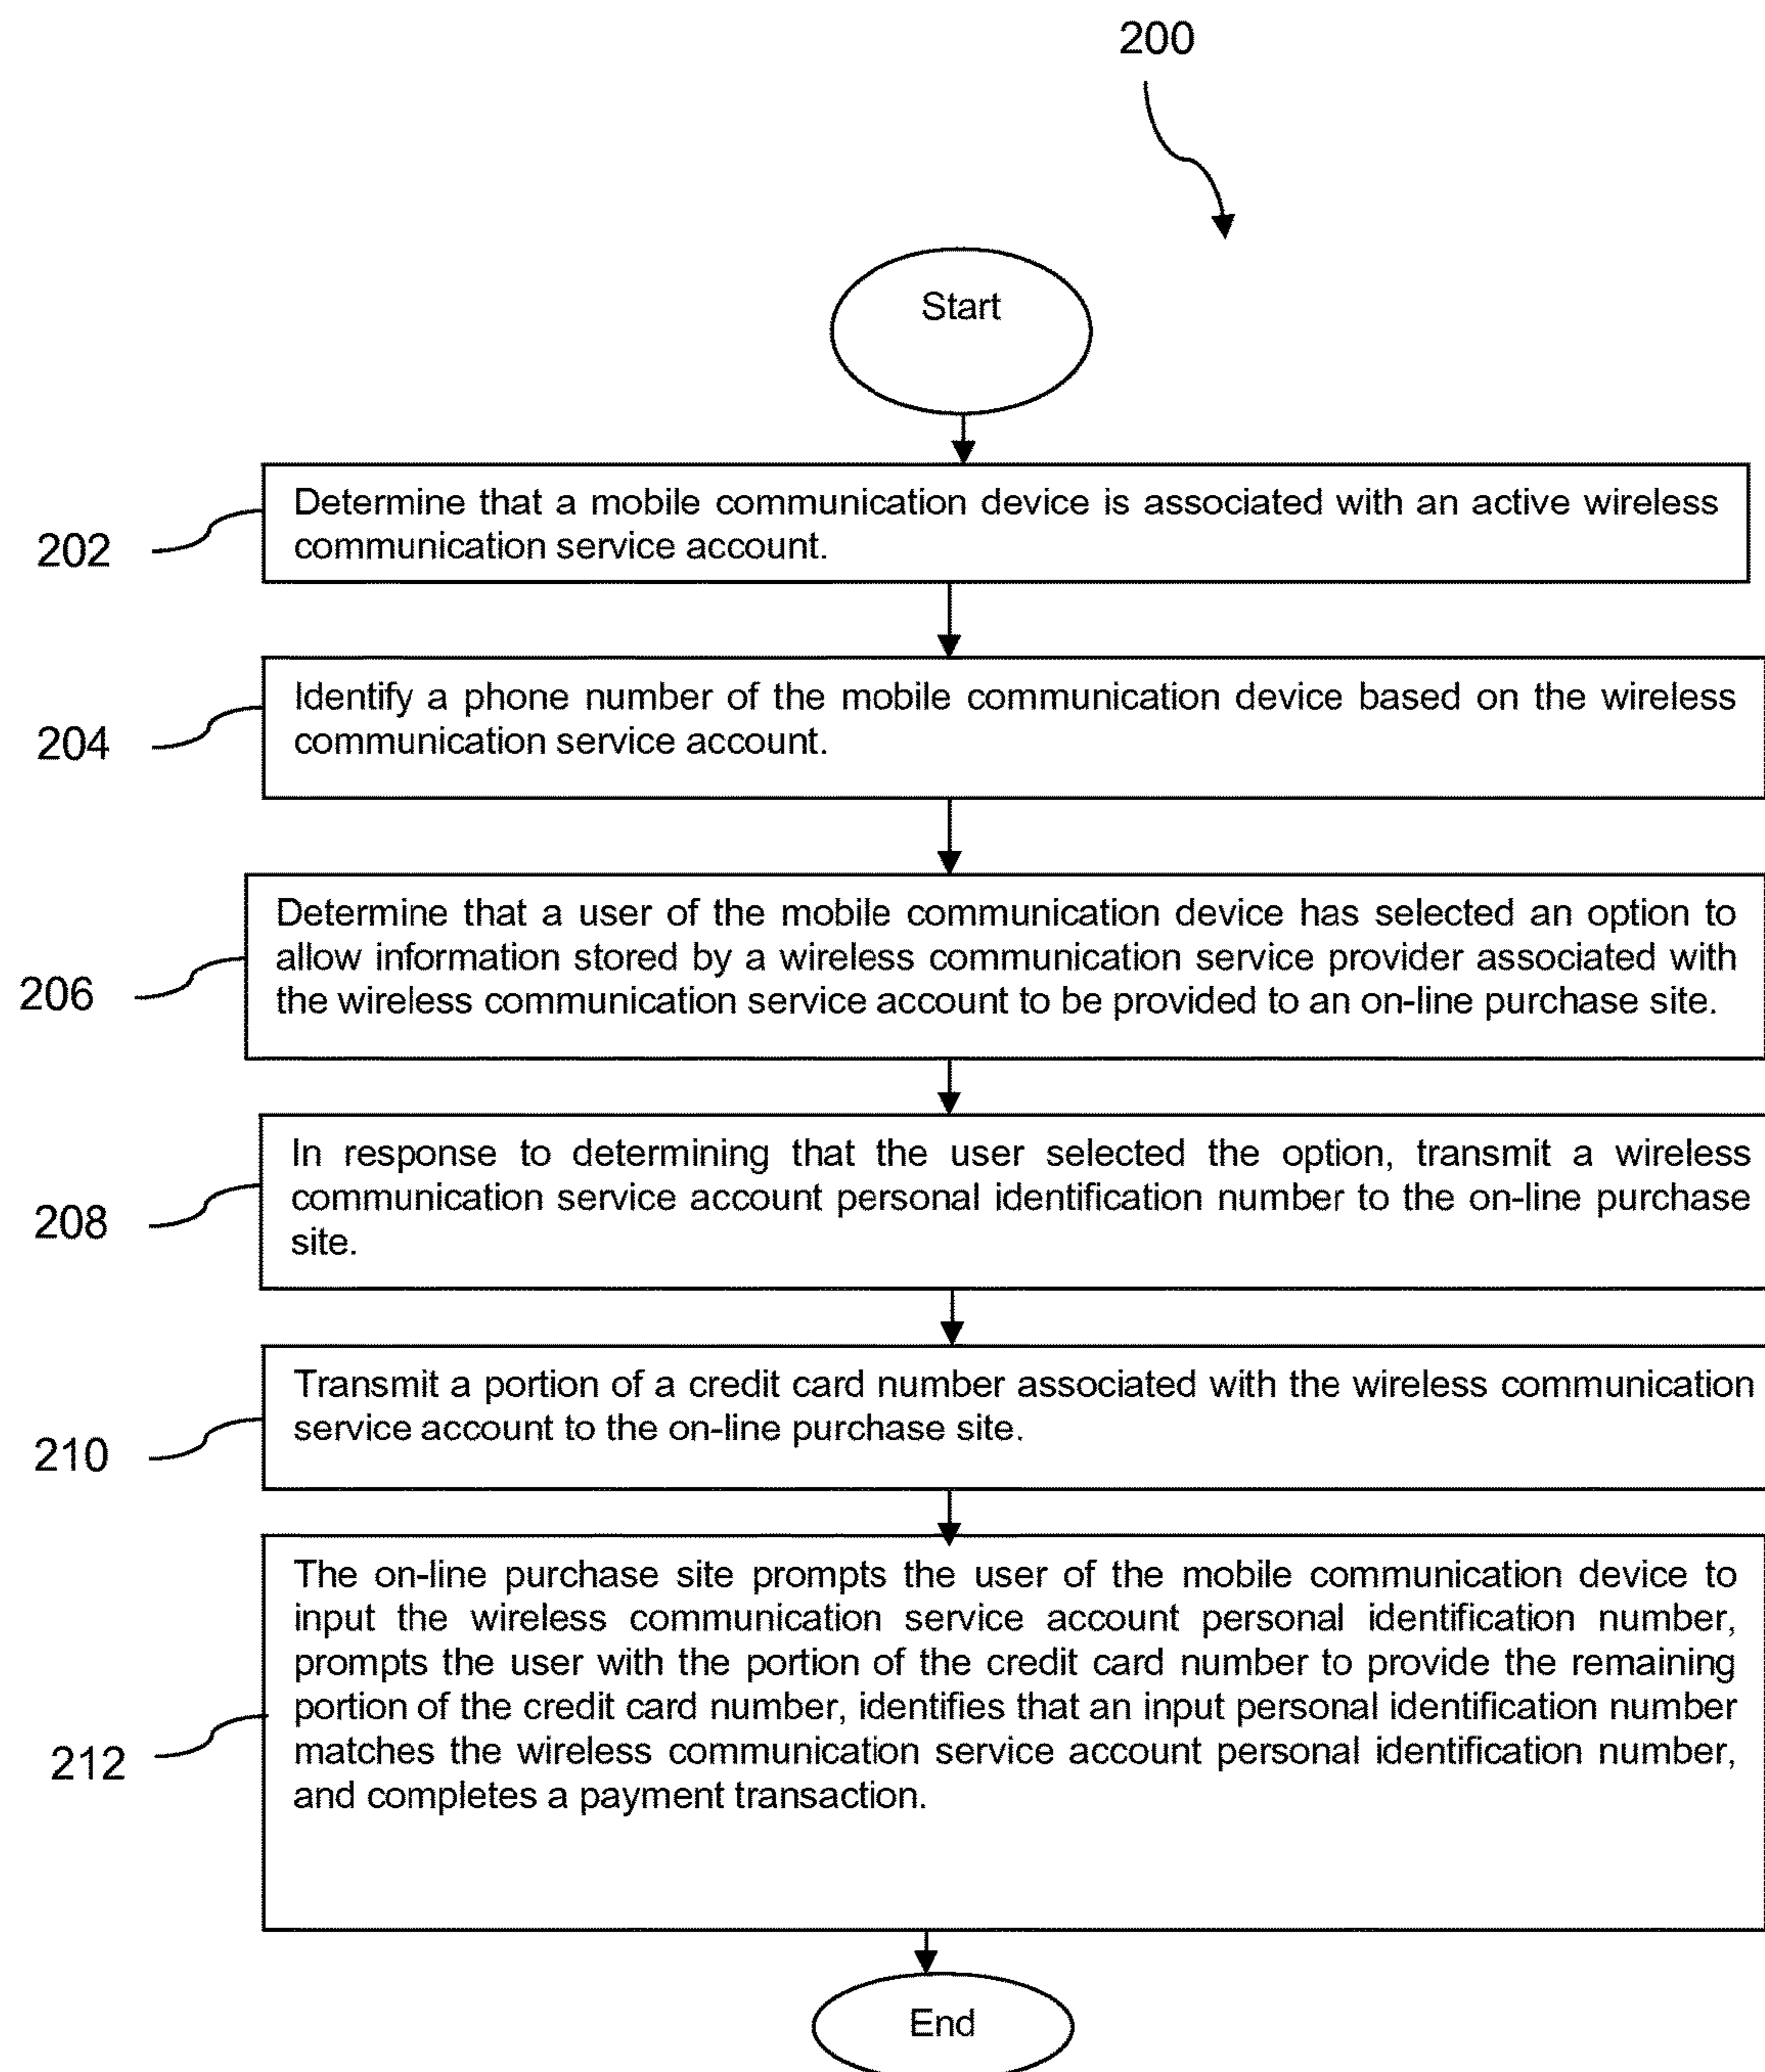 200
Start
202
Determine that a mobile communication device is associated with an active wireless
communication service account.
204
Identify a phone number of the mobile communication device based on the wireless
communication service account.
206
Determine that a user of the mobile communication device has selected an option to
allow information stored by a wireless communication service provider associated with
the wireless communication service account to be provided to an on-line purchase site.
208
In response to determining that the user selected the option, transmit a wireless
communication service account personal identification number to the on-line purchase
site.
210
Transmit a portion of a credit card number associated with the wireless communication
service account to the on-line purchase site.
212
The on-line purchase site prompts the user of the mobile communication device to
input the wireless communication service account personal identification number,
prompts the user with the portion of the credit card number to provide the remaining
portion of the credit card number, identifies that an input personal identification number
matches the wireless communication service account personal identification number,
and completes a payment transaction.
End